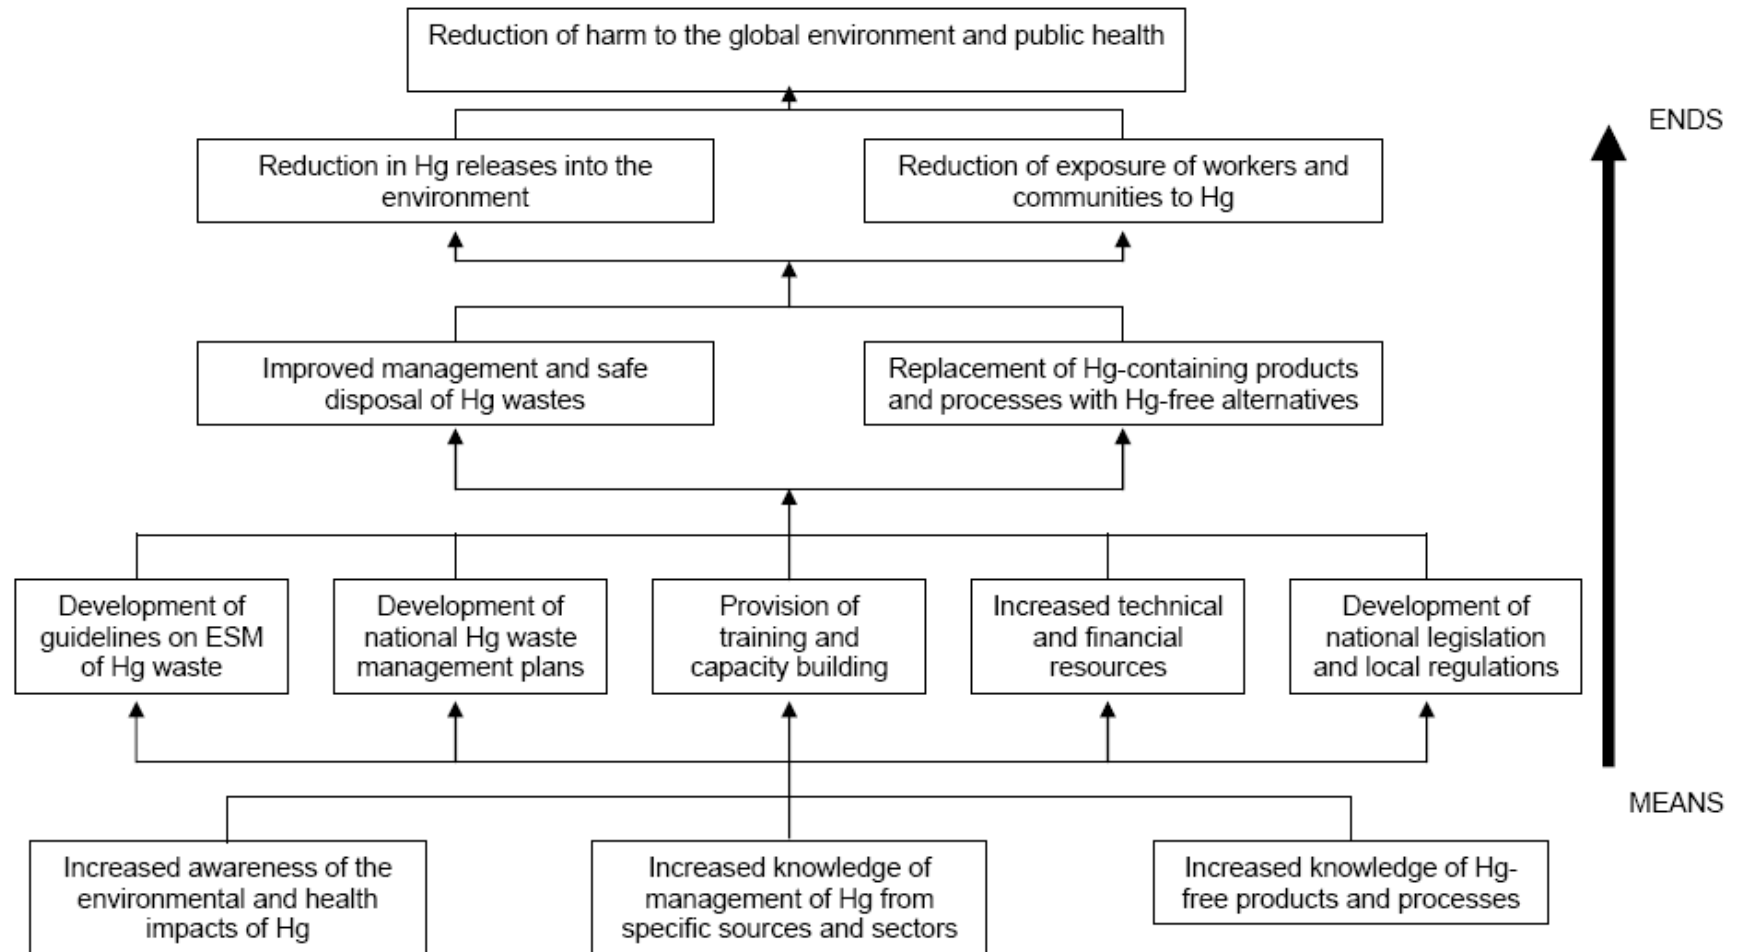 Reduction of harm to the global environment and public health
ENDS
Reduction in Hg releases into the
environment
Reduction of exposure of workers and
communities to Hg
Improved management and safe
disposal of Hg wastes
Replacement of Hg-containing products
and processes with Hg-free alternatives
Development of
guidelines on ESM
of Hg waste
Development of
national Hg waste
management plans
Provision of
training and
capacity building
Increased technical
and financial
resources
Development of
national legislation
and local regulations
MEANS
Increased awareness of the
environmental and health
impacts of Hg
Increased knowledge of
management of Hg from
specific sources and sectors
Increased knowledge of Hg-
free products and processes